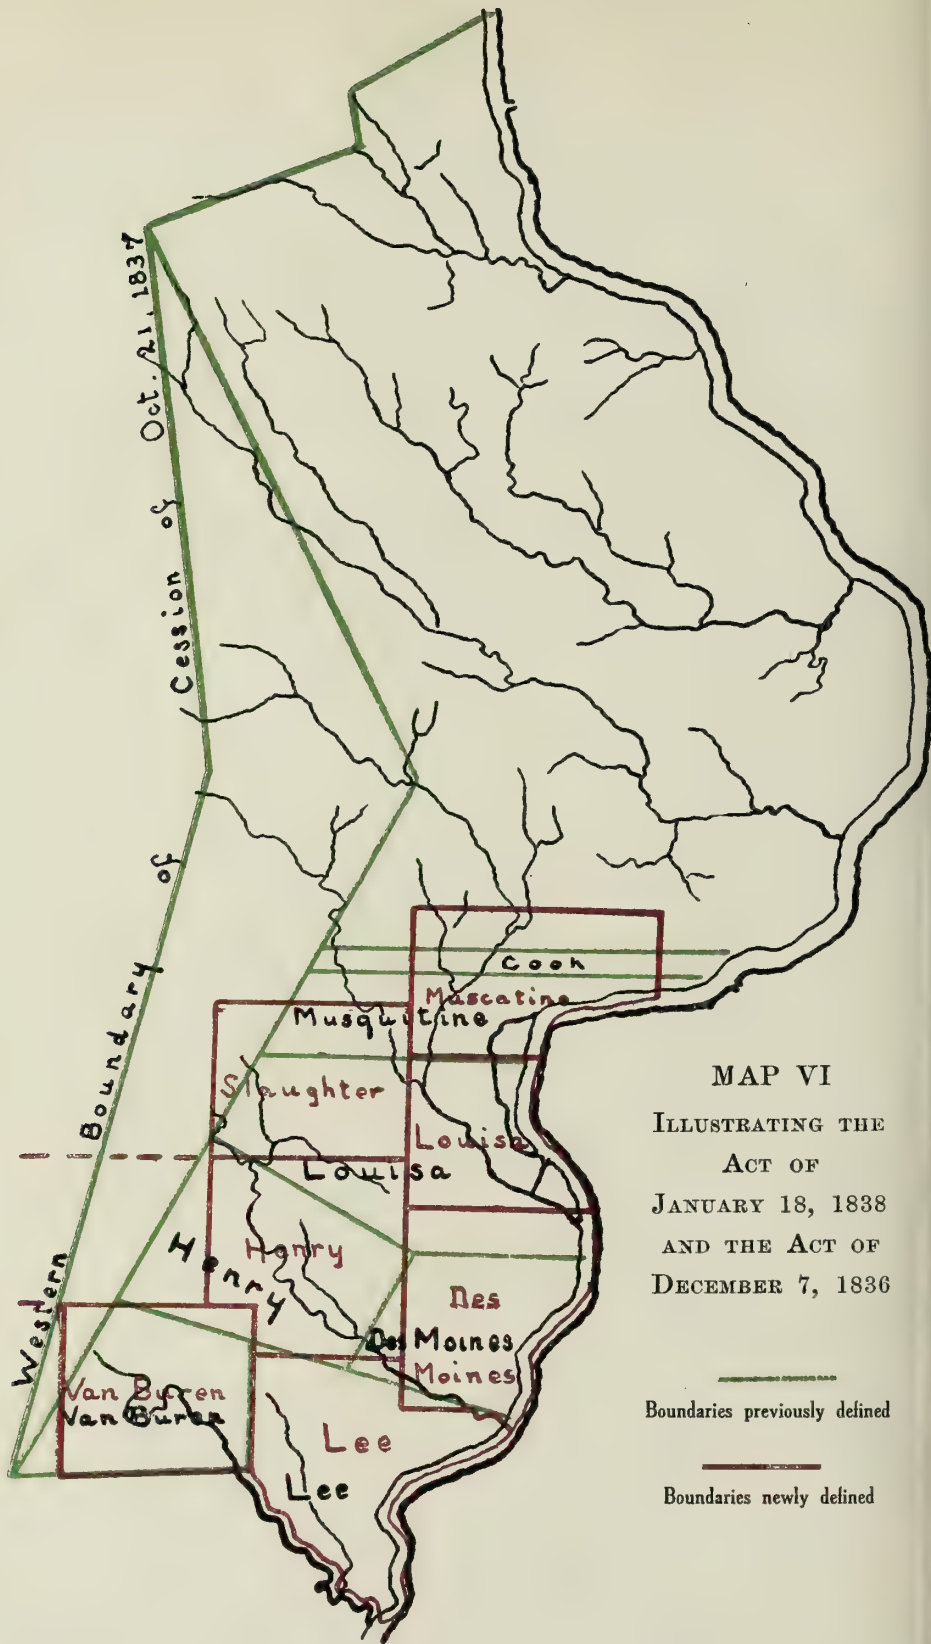 Western Boundary of Cession of Oct. 21, 1837
Cook
Muscatine
Musquitine
Slaughter
Louisa
Louisa
Henry
Henry
Des
Des Moines
Moines
Van Buren
Van Buren
Lee
Lee
MAP VI
ILLUSTRATING THE
ACT OF
JANUARY 18, 1838
AND THE ACT OF
DECEMBER 7, 1836
Boundaries previously defined
Boundaries newly defined